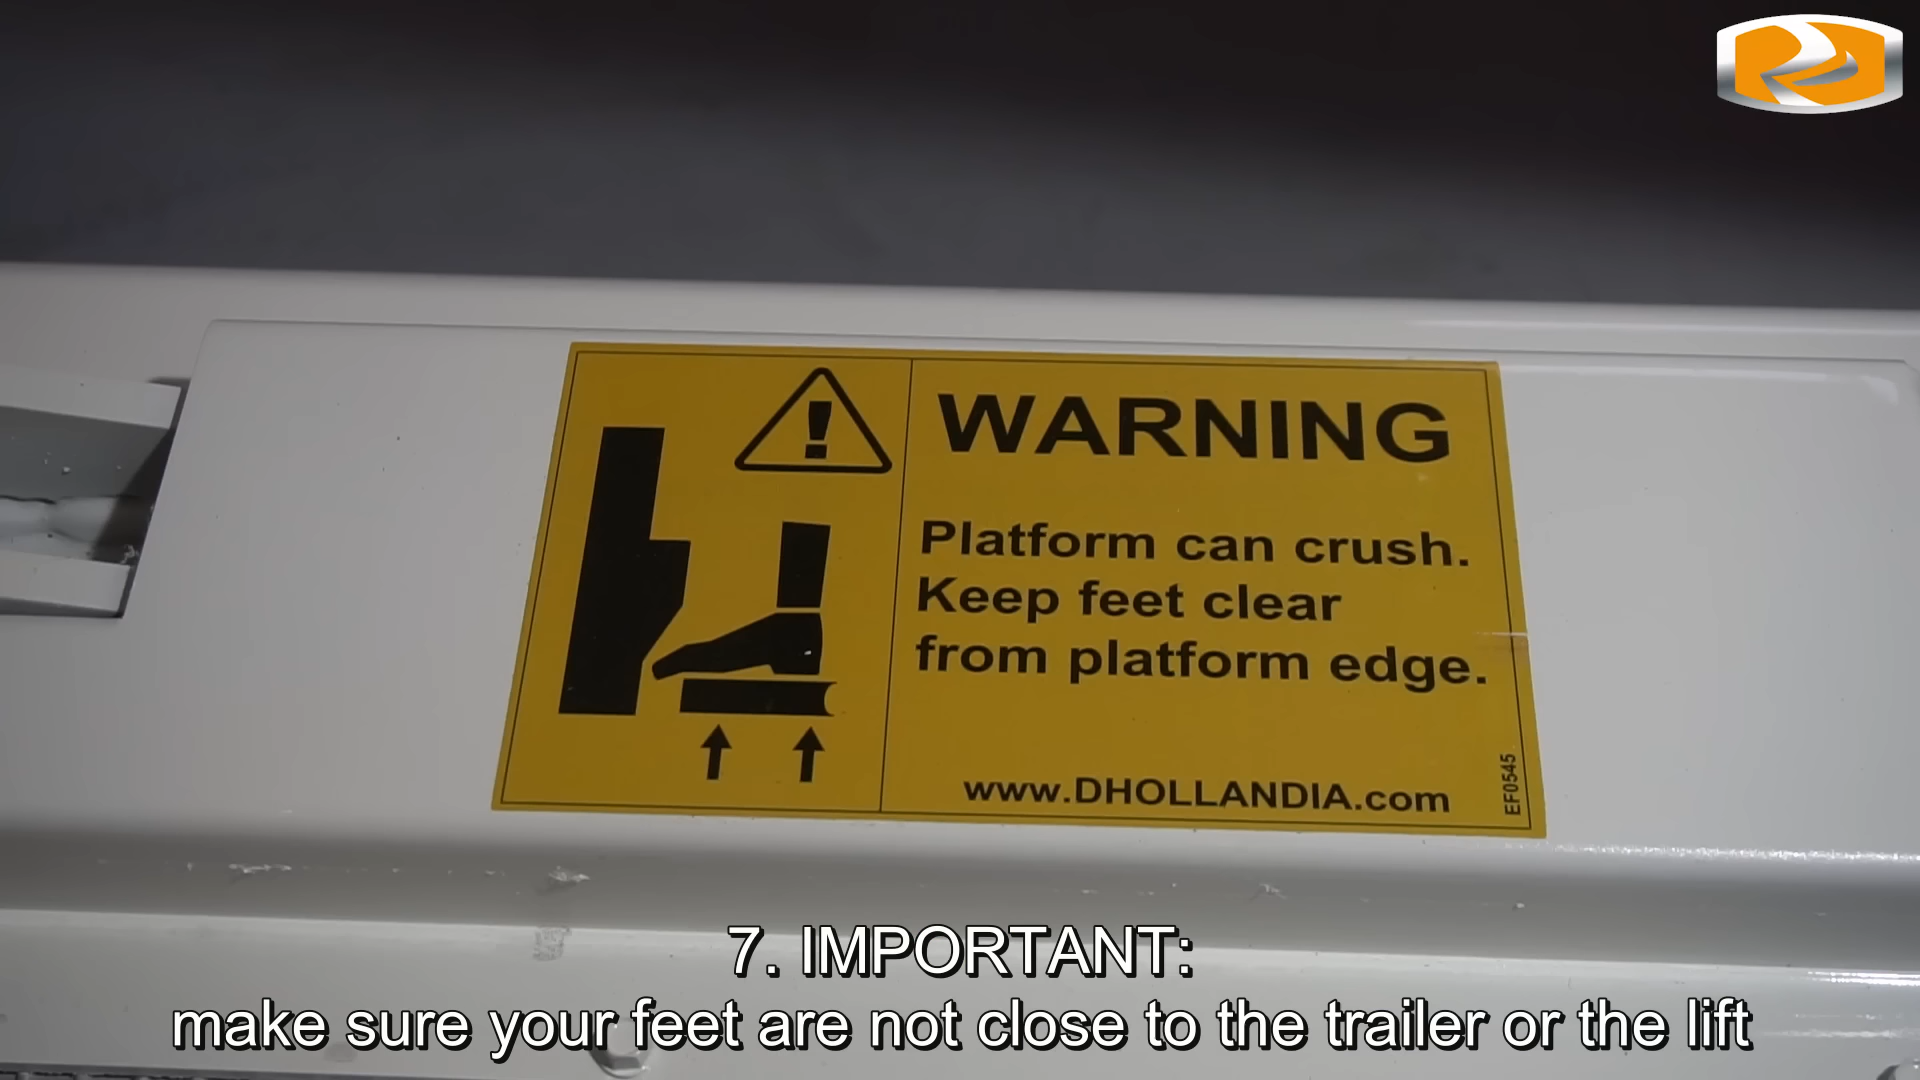 WARNING
Platform can crush.
Keep feet clear
from platform edge.
www.DHOLLANDIA.com
EF0545
7. IMPORTANT:
make sure your feet are not close to the trailer or the lift